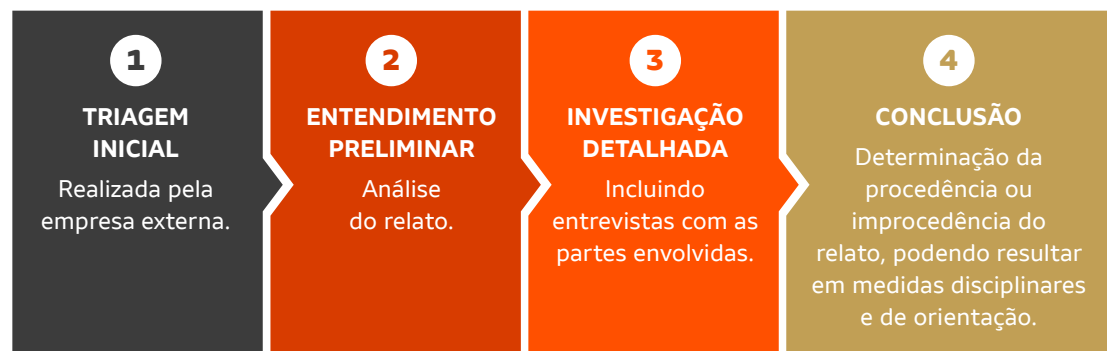 1
TRIAGEM
INICIAL
Realizada pela
empresa externa.
2
ENTENDIMENTO
PRELIMINAR
Análise
do relato.
3
INVESTIGAÇÃO
DETALHADA
Incluindo
entrevistas com as
partes envolvidas.
4
CONCLUSÃO
Determinação da
procedência ou
improcedência do
relato, podendo resultar
em medidas disciplinares
e de orientação.